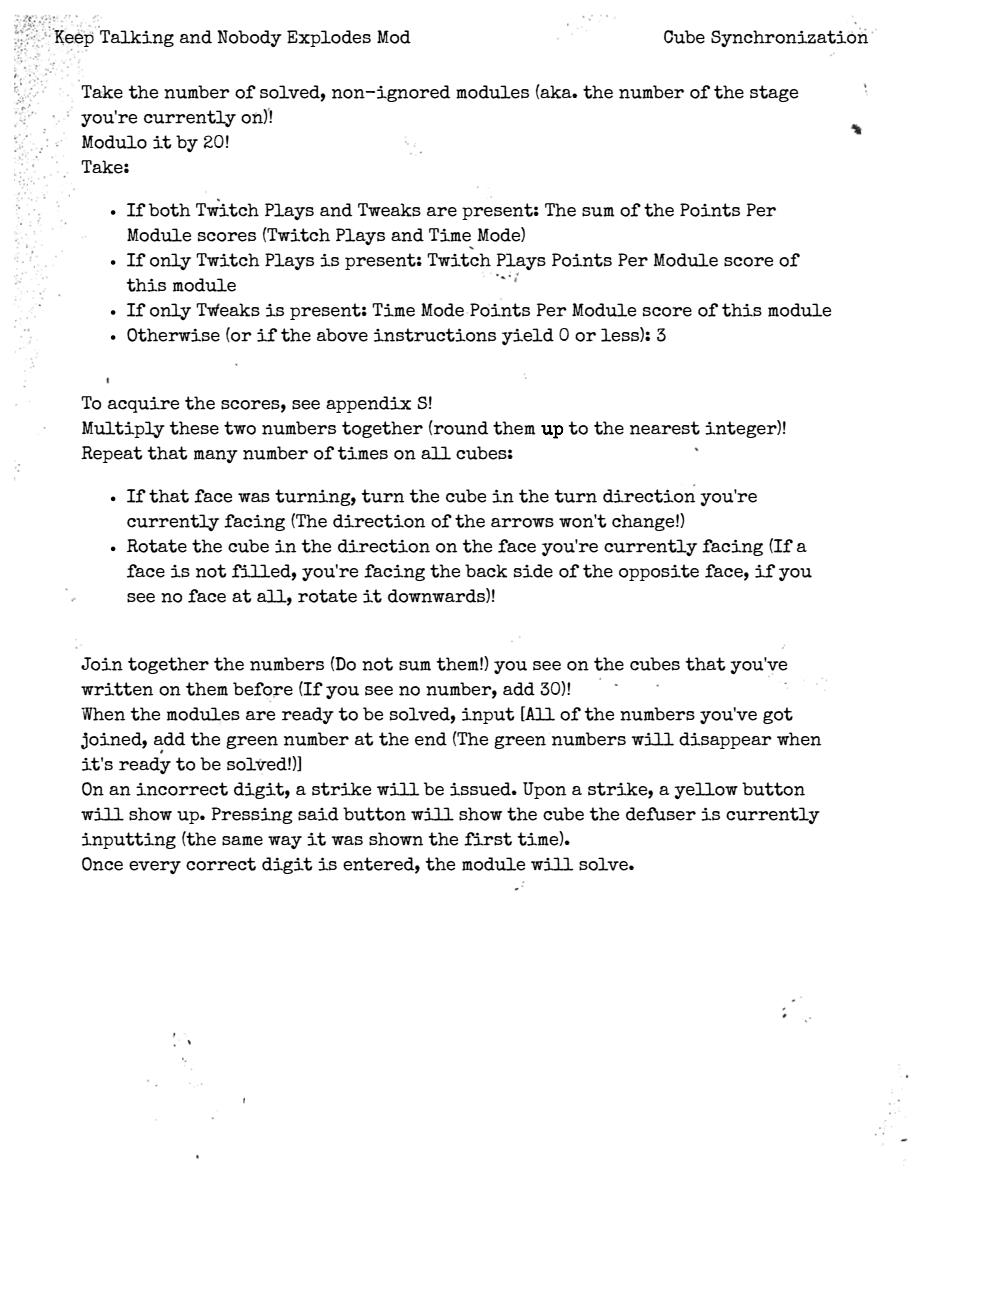 Keep Talking and Nobody Explodes Mod
Cube Synchronization
Take the number of solved, non-ignored modules (aka. the number of the stage
you're currently on)!
Modulo it by 20!
Take:
• If both Twitch Plays and Tweaks are present: The sum of the Points Per
Module scores (Twitch Plays and Time Mode)
• If only Twitch Plays is present: Twitch Plays Points Per Module score of
this module
• If only Tweaks is present: Time Mode Points Per Module score of this module
• Otherwise (or if the above instructions yield 0 or less): 3
To acquire the scores, see appendix S!
Multiply these two numbers together (round them up to the nearest integer)!
Repeat that many number of times on all cubes:
• If that face was turning, turn the cube in the turn direction you're
currently facing (The direction of the arrows won't change!)
• Rotate the cube in the direction on the face you're currently facing (If a
face is not filled, you're facing the back side of the opposite face, if you
see no face at all, rotate it downwards)!
Join together the numbers (Do not sum them!) you see on the cubes that you've
written on them before (If you see no number, add 30)!
When the modules are ready to be solved, input [All of the numbers you've got
joined, add the green number at the end (The green numbers will disappear when
it's ready to be solved!)]
On an incorrect digit, a strike will be issued. Upon a strike, a yellow button
will show up. Pressing said button will show the cube the defuser is currently
inputting (the same way it was shown the first time).
Once every correct digit is entered, the module will solve.